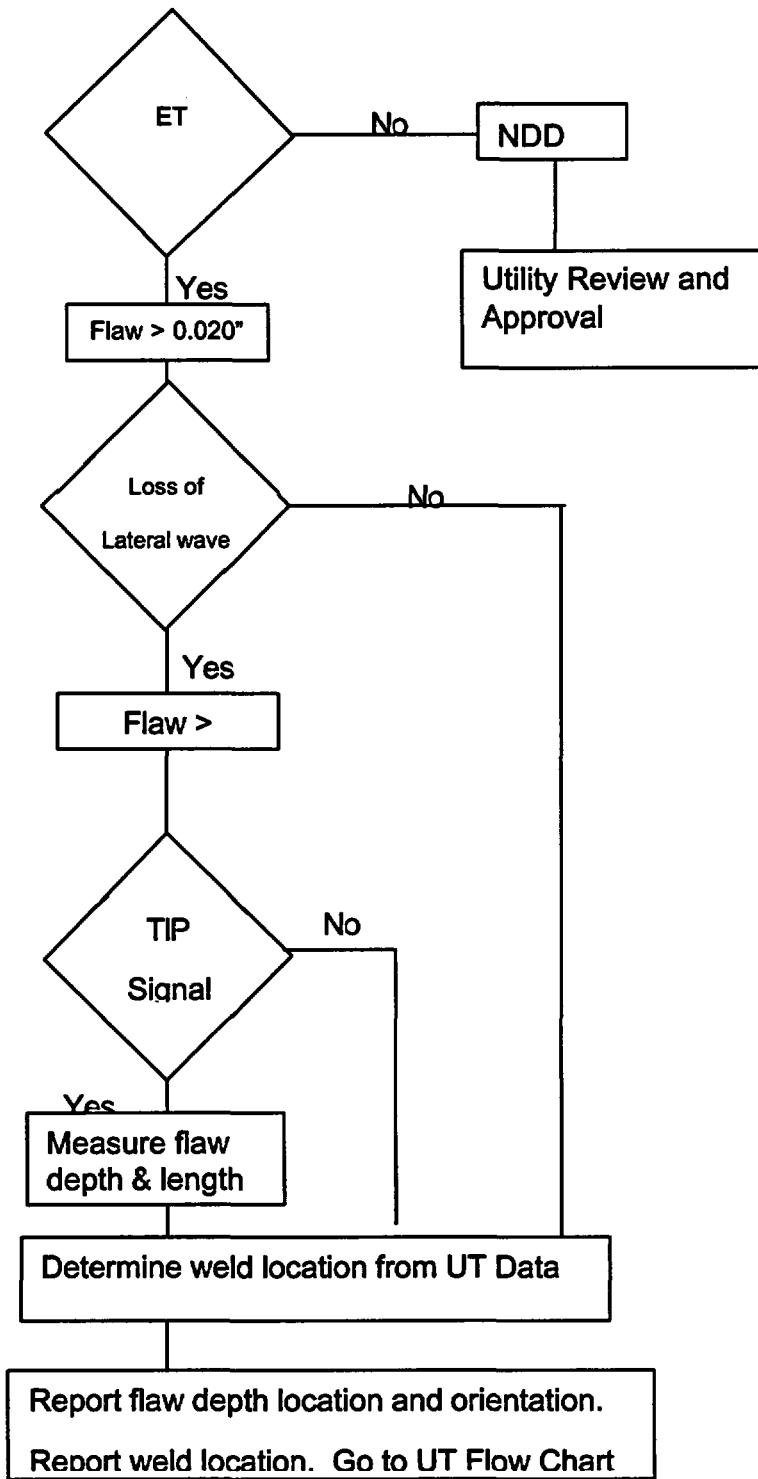 ET
No
NDD
Utility Review and
Approval
Yes
Flaw > 0.020"
Loss of
Lateral wave
No
Yes
Flaw >
TIP
Signal
No
Yes
Measure flaw
depth & length
Determine weld location from UT Data
Report flaw depth location and orientation.
Report weld location.  Go to UT Flow Chart